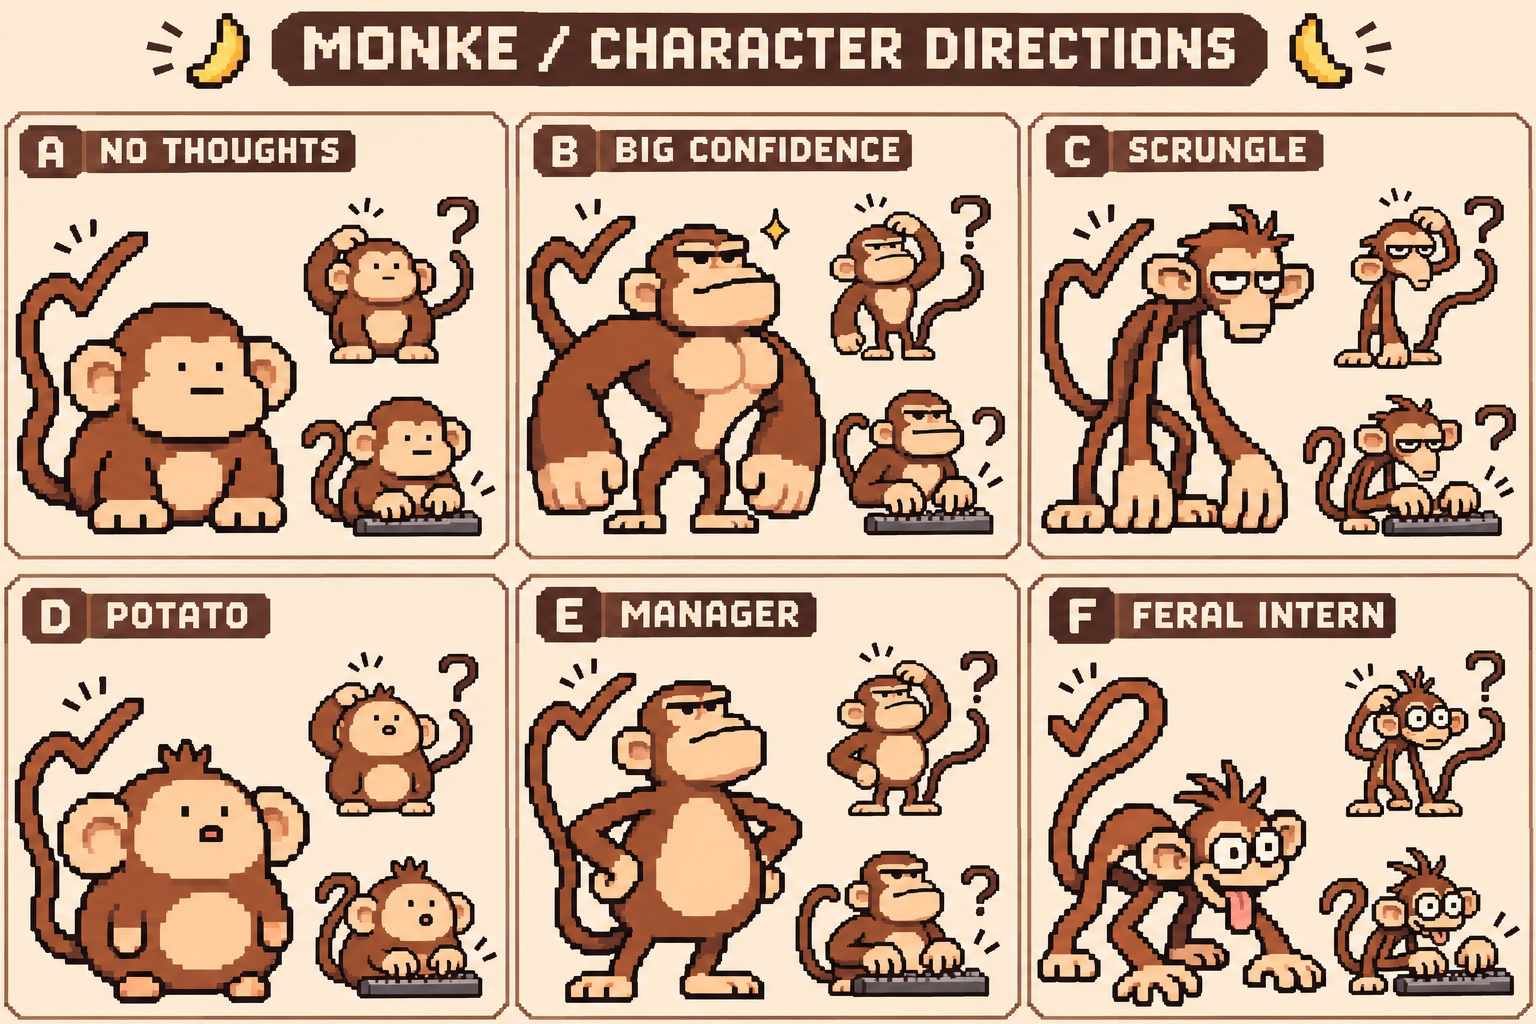 MONKE / CHARACTER DIRECTIONS
A NO THOUGHTS
?
B BIG CONFIDENCE
?
?
C SCRUNGLE
?
?
D POTATO
?
E MANAGER
?
?
F FERAL INTERN
?